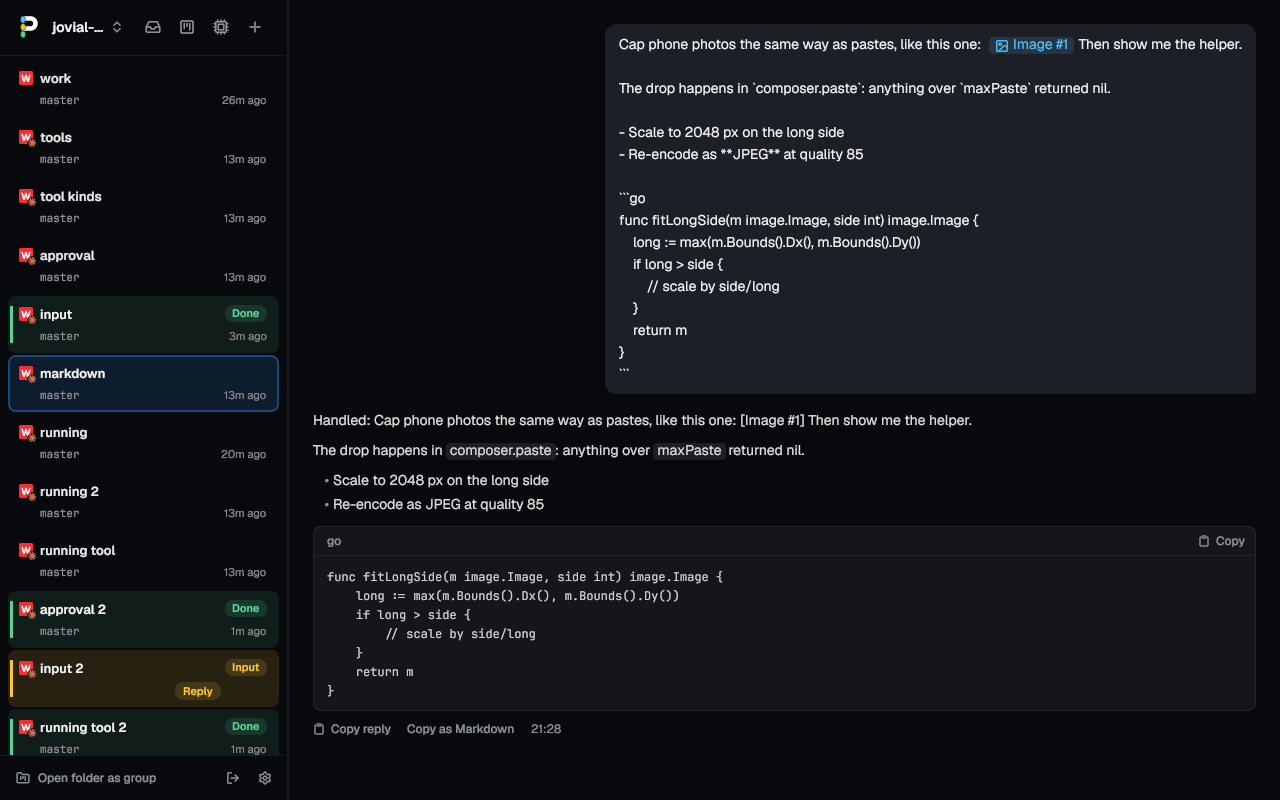 jovial-...
work
master 26m ago
tools
master 13m ago
tool kinds
master 13m ago
approval
master 13m ago
input Done
master 3m ago
markdown
master 13m ago
running
master 20m ago
running 2
master 13m ago
running tool
master 13m ago
approval 2 Done
master 1m ago
input 2 Input
Reply
running tool 2 Done
master 1m ago
Open folder as group
Cap phone photos the same way as pastes, like this one: Image #1 Then show me the helper.
The drop happens in `composer.paste`: anything over `maxPaste` returned nil.
- Scale to 2048 px on the long side
- Re-encode as **JPEG** at quality 85
```go
func fitLongSide(m image.Image, side int) image.Image {
    long := max(m.Bounds().Dx(), m.Bounds().Dy())
    if long > side {
        // scale by side/long
    }
    return m
}
```
Handled: Cap phone photos the same way as pastes, like this one: [Image #1] Then show me the helper.
The drop happens in composer.paste: anything over maxPaste returned nil.
• Scale to 2048 px on the long side
• Re-encode as JPEG at quality 85
go Copy
func fitLongSide(m image.Image, side int) image.Image {
    long := max(m.Bounds().Dx(), m.Bounds().Dy())
    if long > side {
        // scale by side/long
    }
    return m
}
Copy reply Copy as Markdown 21:28